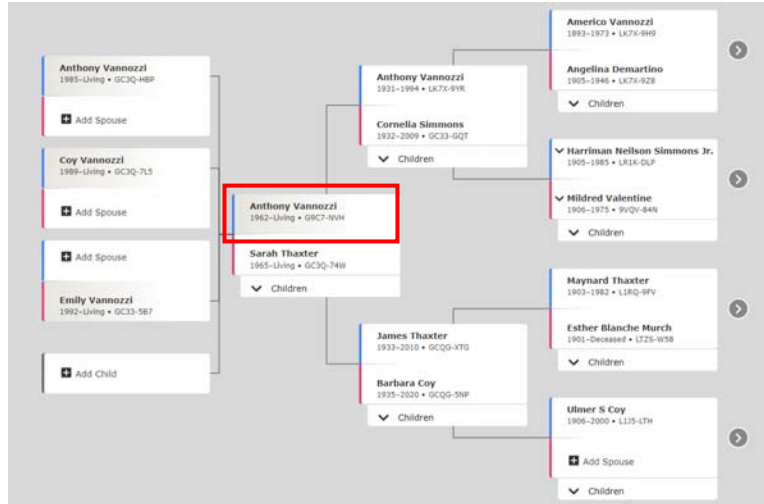 Anthony Vannozzi
1985–Living • GC3Q-HBP
Add Spouse
Coy Vannozzi
1989–Living • GC3Q-7L5
Add Spouse
Add Spouse
Emily Vannozzi
1992–Living • GC33-5B7
Add Child
Anthony Vannozzi
1962–Living • G9C7-NVH
Sarah Thaxter
1965–Living • GC3Q-74W
Children
Anthony Vannozzi
1931–1994 • LK7X-9YR
Cornelia Simmons
1932–2009 • GC33-GQT
Children
James Thaxter
1933–2010 • GCQG-XTG
Barbara Coy
1935–2020 • GCQG-5NP
Children
Americo Vannozzi
1893–1973 • LK7X-9H9
Angelina Demartino
1905–1946 • LK7X-9Z8
Children
Harriman Neilson Simmons Jr.
1905–1985 • LR1K-DLP
Mildred Valentine
1906–1975 • 9VQV-84N
Children
Maynard Thaxter
1903–1982 • L1RQ-9FV
Esther Blanche Murch
1901–Deceased • LTZS-W58
Children
Ulmer S Coy
1906–2000 • L1J5-LTH
Add Spouse
Children